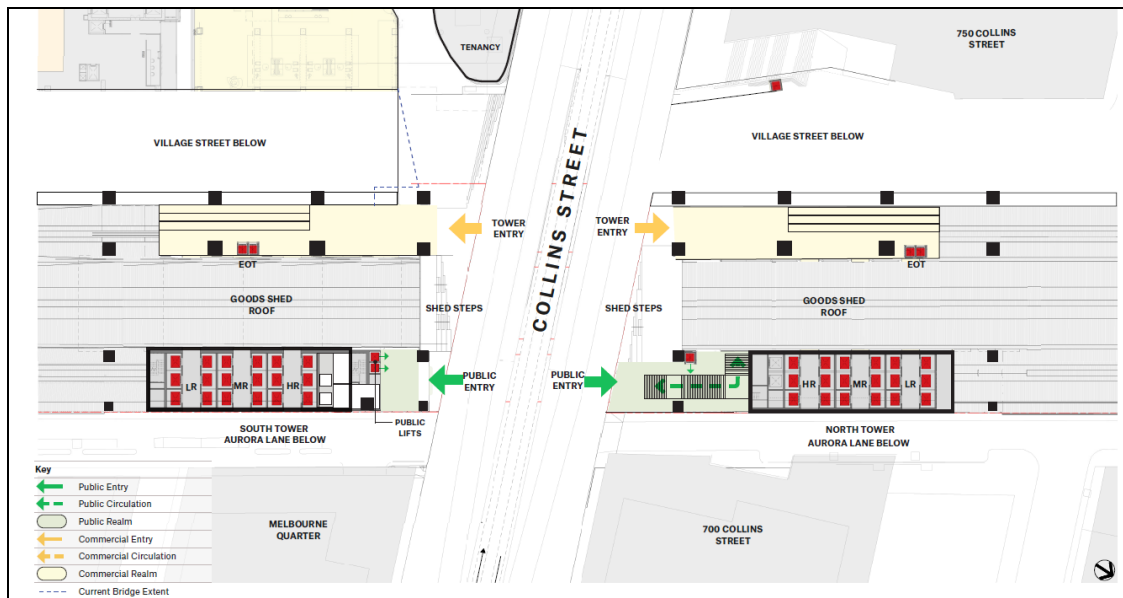 750 COLLINS
STREET
TENANCY
VILLAGE STREET BELOW
VILLAGE STREET BELOW
COLLINS STREET
TOWER
ENTRY
TOWER
ENTRY
EOT
EOT
GOODS SHED
ROOF
SHED STEPS
SHED STEPS
GOODS SHED
ROOF
PUBLIC
ENTRY
PUBLIC
ENTRY
LR
MR
HR
HR
MR
LR
PUBLIC
LIFTS
SOUTH TOWER
AURORA LANE BELOW
NORTH TOWER
AURORA LANE BELOW
MELBOURNE
QUARTER
700 COLLINS
STREET
Key
Public Entry
Public Circulation
Public Realm
Commercial Entry
Commercial Circulation
Commercial Realm
Current Bridge Extent